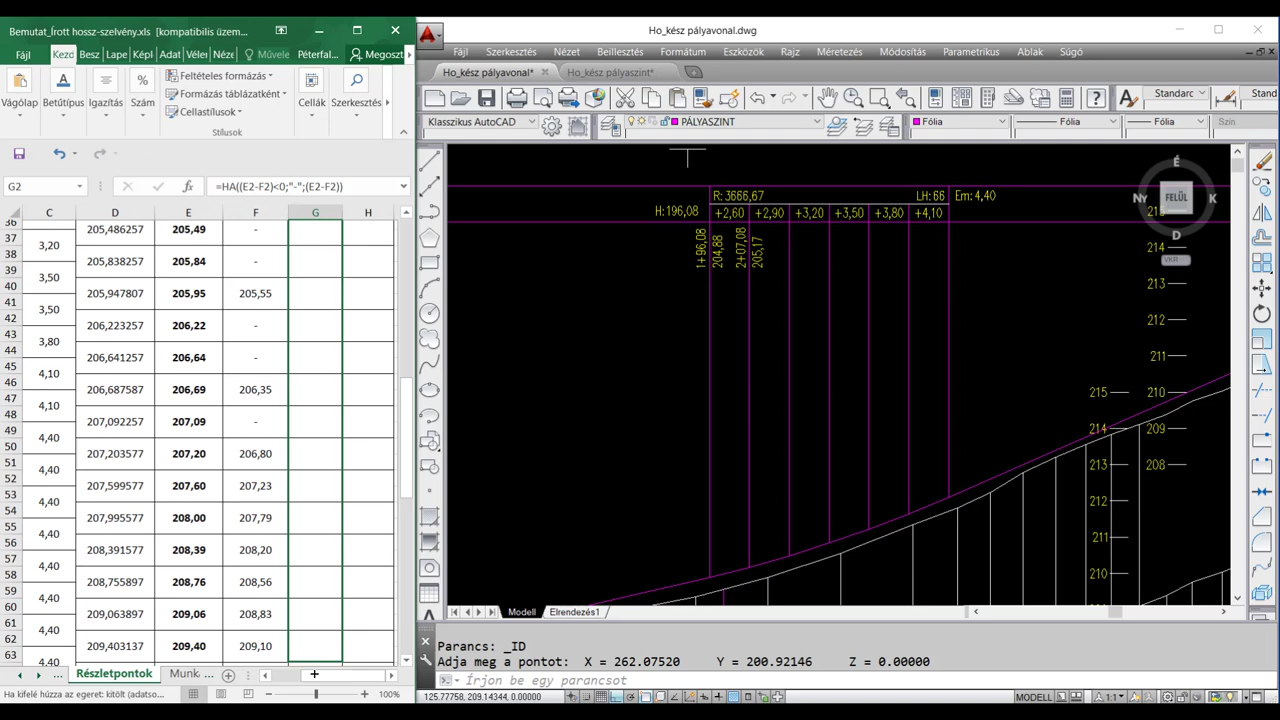 Bemutat_Írott hossz-szelvény.xls [kompatibilis üzem...
Fájl
Kezd
Besz
Lape
Képl
Adat
Vélei
Néze
Művele
Péterfal...
Megoszt
Vágólap
Betűtípus
Igazítás
Szám
Feltételes formázás
Formázás táblázatként
Cellastílusok
Stílusok
Cellák
Szerkesztés
G2
=HA((E2-F2)<0;"-";(E2-F2))
C D E F G H
36 205,486257 205,49 -
37 3,20
38 205,838257 205,84 -
39 3,50
40 205,947807 205,95 205,55
41 3,50
42 206,223257 206,22 -
43 3,80
44 206,641257 206,64 -
45 4,10
46 206,687587 206,69 206,35
47 4,10
48 207,092257 207,09 -
49 4,40
50 207,203577 207,20 206,80
51 4,40
52 207,599577 207,60 207,23
53 4,40
54 207,995577 208,00 207,79
55 4,40
56 208,391577 208,39 208,20
57 4,40
58 208,755897 208,76 208,56
59 4,40
60 209,063897 209,06 208,83
61 4,40
62 209,403137 209,40 209,10
63 4,40
Részletpontok
Munk
Ha kifelé húzza az egeret: kitölt (adatso...
100%
Ho_kész pályavonal.dwg
Fájl Szerkesztés Nézet Beillesztés Formátum Eszközök Rajz Méretezés Módosítás Parametrikus Ablak Súgó
Ho_kész pályavonal*
Ho_kész pályaszint*
Standarc
Stand
Klasszikus AutoCAD
PÁLYASZINT
Fólia
Fólia
Fólia
Szín
R: 3666,67
LH: 66
Em: 4,40
H:196,08
+2,60 +2,90 +3,20 +3,50 +3,80 +4,10
1+96,08
204,88
2+07,08
205,17
É
NY
FELÜL
K
D
VKR
215
214
213
212
211
210
209
208
215
214
213
212
211
210
Modell
Elrendezés1
Parancs: _ID
Adja meg a pontot: X = 262.07520 Y = 200.92146 Z = 0.00000
Írjon be egy parancsot
125.77758, 209.14344, 0.00000
MODELL
1:1